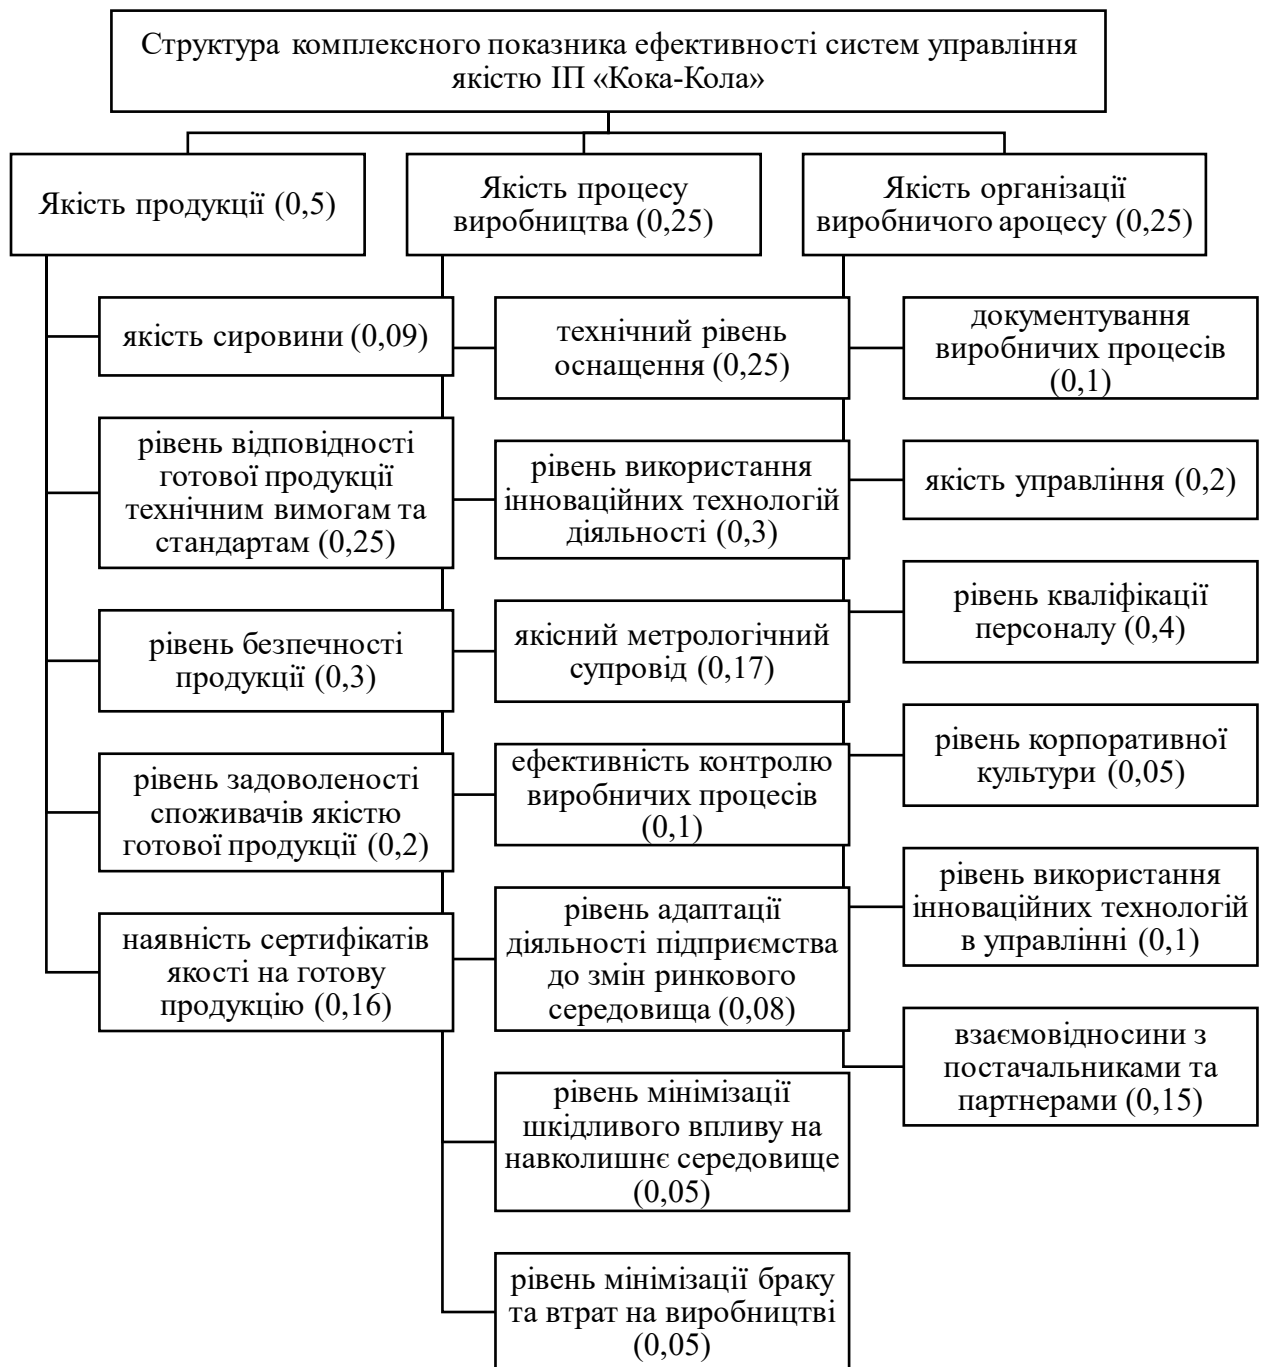 Структура комплексного показника ефективності систем управління
якістю ІП «Кока-Кола»
Якість продукції (0,5)
якість сировини (0,09)
рівень відповідності
готової продукції
технічним вимогам та
стандартам (0,25)
рівень безпечності
продукції (0,3)
рівень задоволеності
споживачів якістю
готової продукції (0,2)
наявність сертифікатів
якості на готову
продукцію (0,16)
Якість процесу
виробництва (0,25)
технічний рівень
оснащення (0,25)
рівень використання
інноваційних технологій
діяльності (0,3)
якісний метрологічний
супровід (0,17)
ефективність контролю
виробничих процесів
(0,1)
рівень адаптації
діяльності підприємства
до змін ринкового
середовища (0,08)
рівень мінімізації
шкідливого впливу на
навколишнє середовище
(0,05)
рівень мінімізації браку
та втрат на виробництві
(0,05)
Якість організації
виробничого ароцесу (0,25)
документування
виробничих процесів
(0,1)
якість управління (0,2)
рівень кваліфікації
персоналу (0,4)
рівень корпоративної
культури (0,05)
рівень використання
інноваційних технологій
в управлінні (0,1)
взаємовідносини з
постачальниками та
партнерами (0,15)